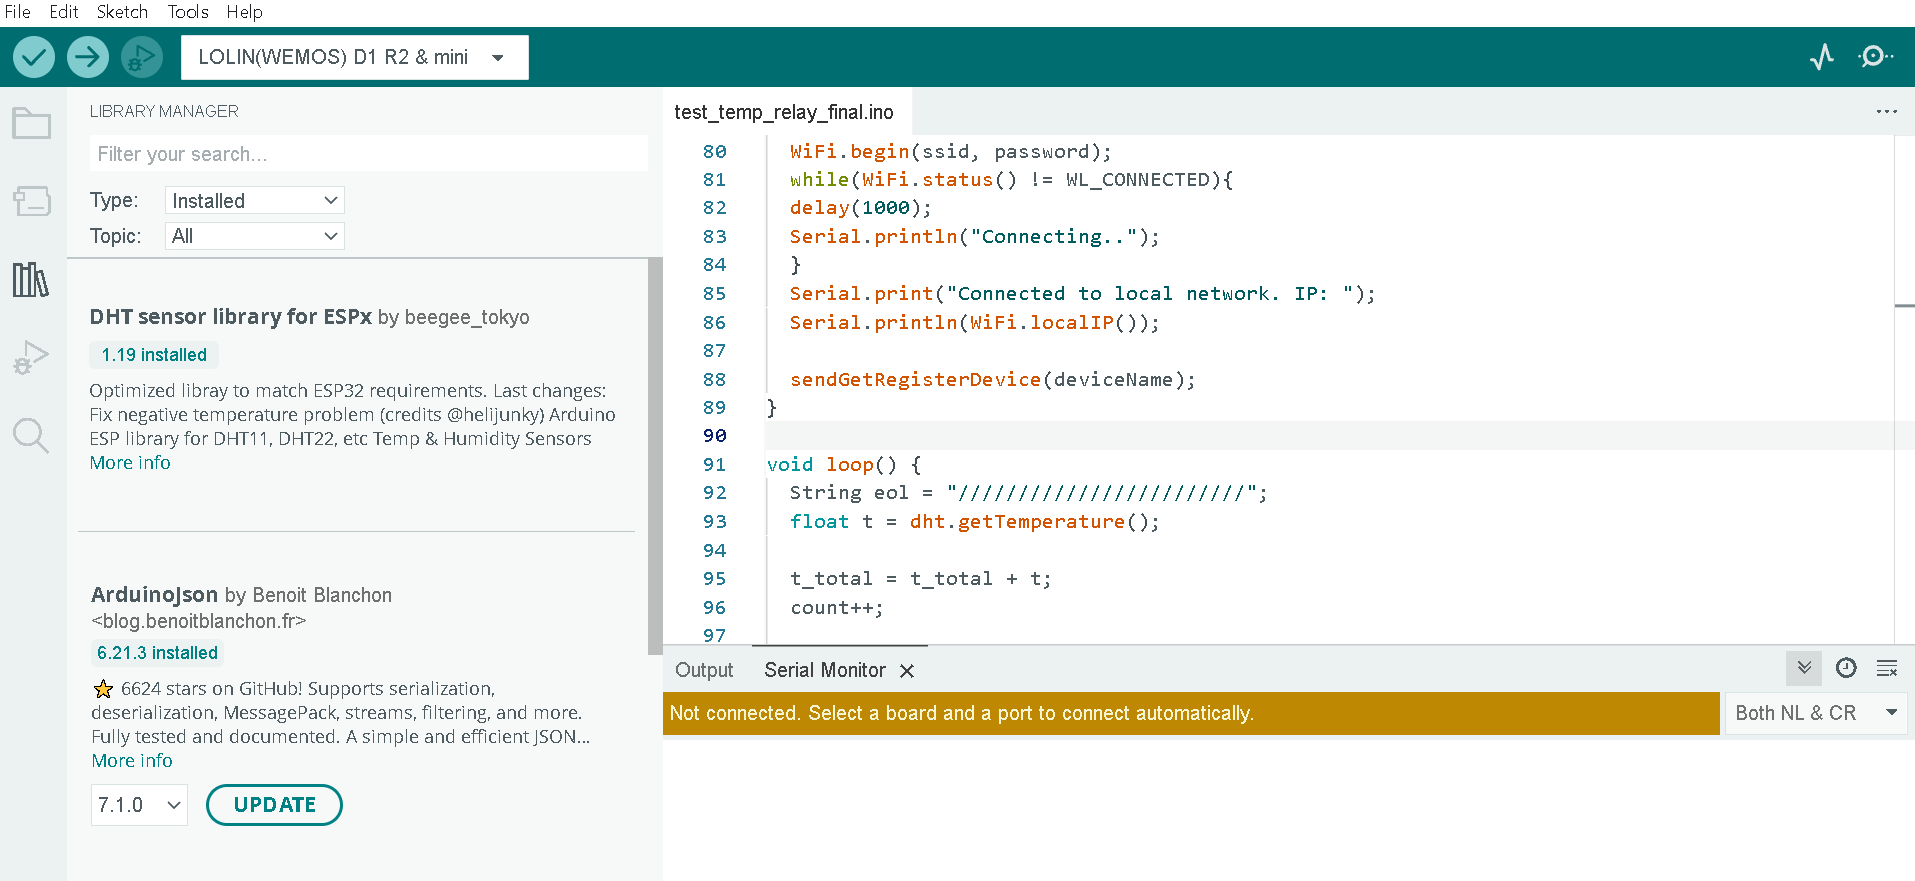 File Edit Sketch Tools Help
LOLIN(WEMOS) D1 R2 & mini
LIBRARY MANAGER
Filter your search...
Type: Installed
Topic: All
DHT sensor library for ESPx by beegee_tokyo
1.19 installed
Optimized libray to match ESP32 requirements. Last changes:
Fix negative temperature problem (credits @helijunky) Arduino
ESP library for DHT11, DHT22, etc Temp & Humidity Sensors
More info
ArduinoJson by Benoit Blanchon
<blog.benoitblanchon.fr>
6.21.3 installed
⭐ 6624 stars on GitHub! Supports serialization,
deserialization, MessagePack, streams, filtering, and more.
Fully tested and documented. A simple and efficient JSON...
More info
7.1.0 UPDATE
test_temp_relay_final.ino
80 WiFi.begin(ssid, password);
81 while(WiFi.status() != WL_CONNECTED){
82 delay(1000);
83 Serial.println("Connecting..");
84 }
85 Serial.print("Connected to local network. IP: ");
86 Serial.println(WiFi.localIP());
87
88 sendGetRegisterDevice(deviceName);
89 }
90
91 void loop() {
92 String eol = "////////////////////////";
93 float t = dht.getTemperature();
94
95 t_total = t_total + t;
96 count++;
97
Output Serial Monitor
Not connected. Select a board and a port to connect automatically.
Both NL & CR